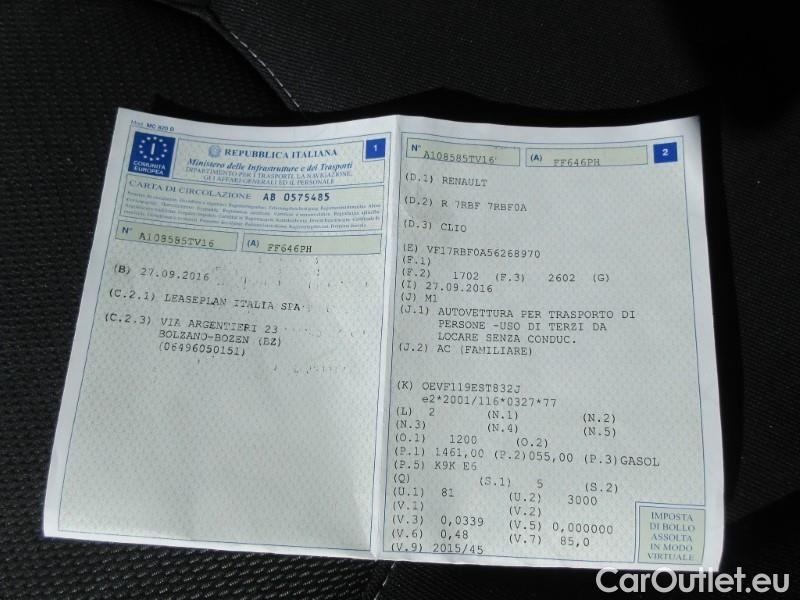 Mod. MC 820 D
I
COMUNITA'
EUROPEA
REPUBBLICA ITALIANA
1
Ministero delle Infrastrutture e dei Trasporti
DIPARTIMENTO PER I TRASPORTI, LA NAVIGAZIONE,
GLI AFFARI GENERALI ED IL PERSONALE
CARTA DI CIRCOLAZIONE AB 0575485
N° A108585TV16 (A) FF646PH
(B) 27.09.2016
(C.2.1) LEASEPLAN ITALIA SPA
(C.2.3) VIA ARGENTIERI 23
BOLZANO-BOZEN (BZ)
(06496050151)
N° A108585TV16 (A) FF646PH 2
(D.1) RENAULT
(D.2) R 7RBF 7RBF0A
(D.3) CLIO
(E) VF17RBF0A56268970
(F.1)
(F.2) 1702 (F.3) 2602 (G)
(I) 27.09.2016
(J) M1
(J.1) AUTOVETTURA PER TRASPORTO DI
PERSONE -USO DI TERZI DA
LOCARE SENZA CONDUC.
(J.2) AC (FAMILIARE)
(K) OEVF119EST832J
e2*2001/116*0327*77
(L) 2 (N.1) (N.2)
(N.3) (N.4) (N.5)
(O.1) 1200 (O.2)
(P.1) 1461,00 (P.2)055,00 (P.3)GASOL
(P.5) K9K E6
(Q) (S.1) 5 (S.2)
(U.1) 81 (U.2) 3000
(V.1) (V.2)
(V.3) 0,0339 (V.5) 0,000000
(V.6) 0,48 (V.7) 85,0
(V.9) 2015/45
IMPOSTA
DI BOLLO
ASSOLTA
IN MODO
VIRTUALE
CarOutlet.eu